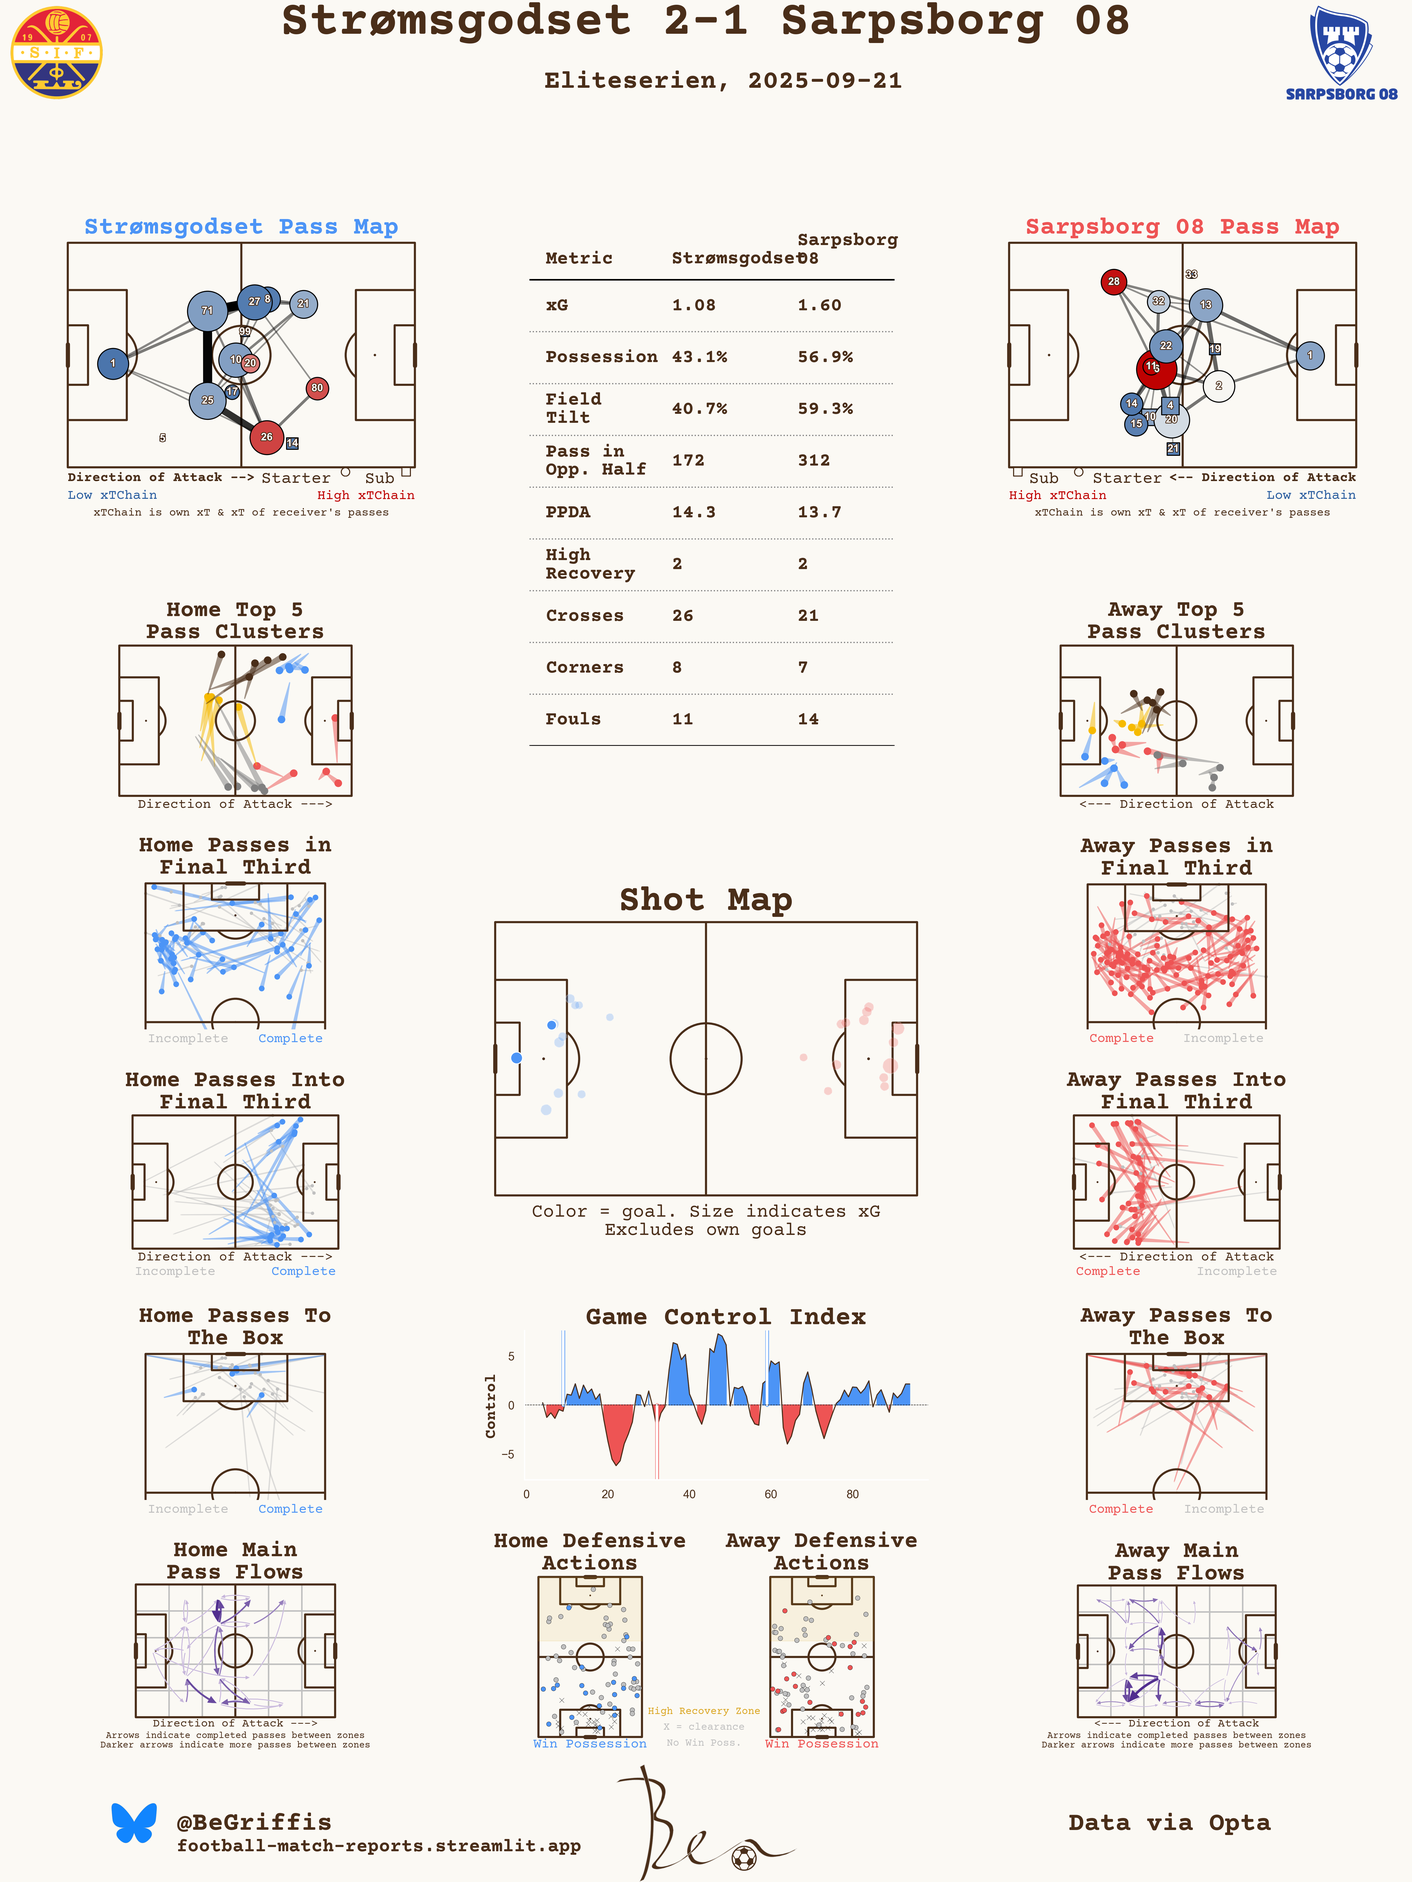 Strømsgodset 2-1 Sarpsborg 08
Eliteserien, 2025-09-21
19 07
·S·I·F·
SARPSBORG 08
Strømsgodset Pass Map
1
71
27
8
21
99
10
20
80
17
25
5
26
14
Direction of Attack --> Starter Sub
Low xTChain High xTChain
xTChain is own xT & xT of receiver's passes
Metric Strømsgodset Sarpsborg 08
xG 1.08 1.60
Possession 43.1% 56.9%
Field Tilt 40.7% 59.3%
Pass in Opp. Half 172 312
PPDA 14.3 13.7
High Recovery 2 2
Crosses 26 21
Corners 8 7
Fouls 11 14
Sarpsborg 08 Pass Map
28
33
32
13
22
19
1
11
6
2
14
4
10
20
15
21
Sub Starter <-- Direction of Attack
High xTChain Low xTChain
xTChain is own xT & xT of receiver's passes
Home Top 5
Pass Clusters
Direction of Attack --->
Away Top 5
Pass Clusters
<--- Direction of Attack
Home Passes in
Final Third
Incomplete Complete
Away Passes in
Final Third
Complete Incomplete
Shot Map
Color = goal. Size indicates xG
Excludes own goals
Home Passes Into
Final Third
Direction of Attack --->
Incomplete Complete
Away Passes Into
Final Third
<--- Direction of Attack
Complete Incomplete
Home Passes To
The Box
Incomplete Complete
Game Control Index
Control
5
0
−5
0 20 40 60 80
Away Passes To
The Box
Complete Incomplete
Home Main
Pass Flows
Direction of Attack --->
Arrows indicate completed passes between zones
Darker arrows indicate more passes between zones
Home Defensive
Actions
Win Possession
High Recovery Zone
X = clearance
No Win Poss.
Away Defensive
Actions
Win Possession
Away Main
Pass Flows
<--- Direction of Attack
Arrows indicate completed passes between zones
Darker arrows indicate more passes between zones
@BeGriffis
football-match-reports.streamlit.app
Ben
Data via Opta